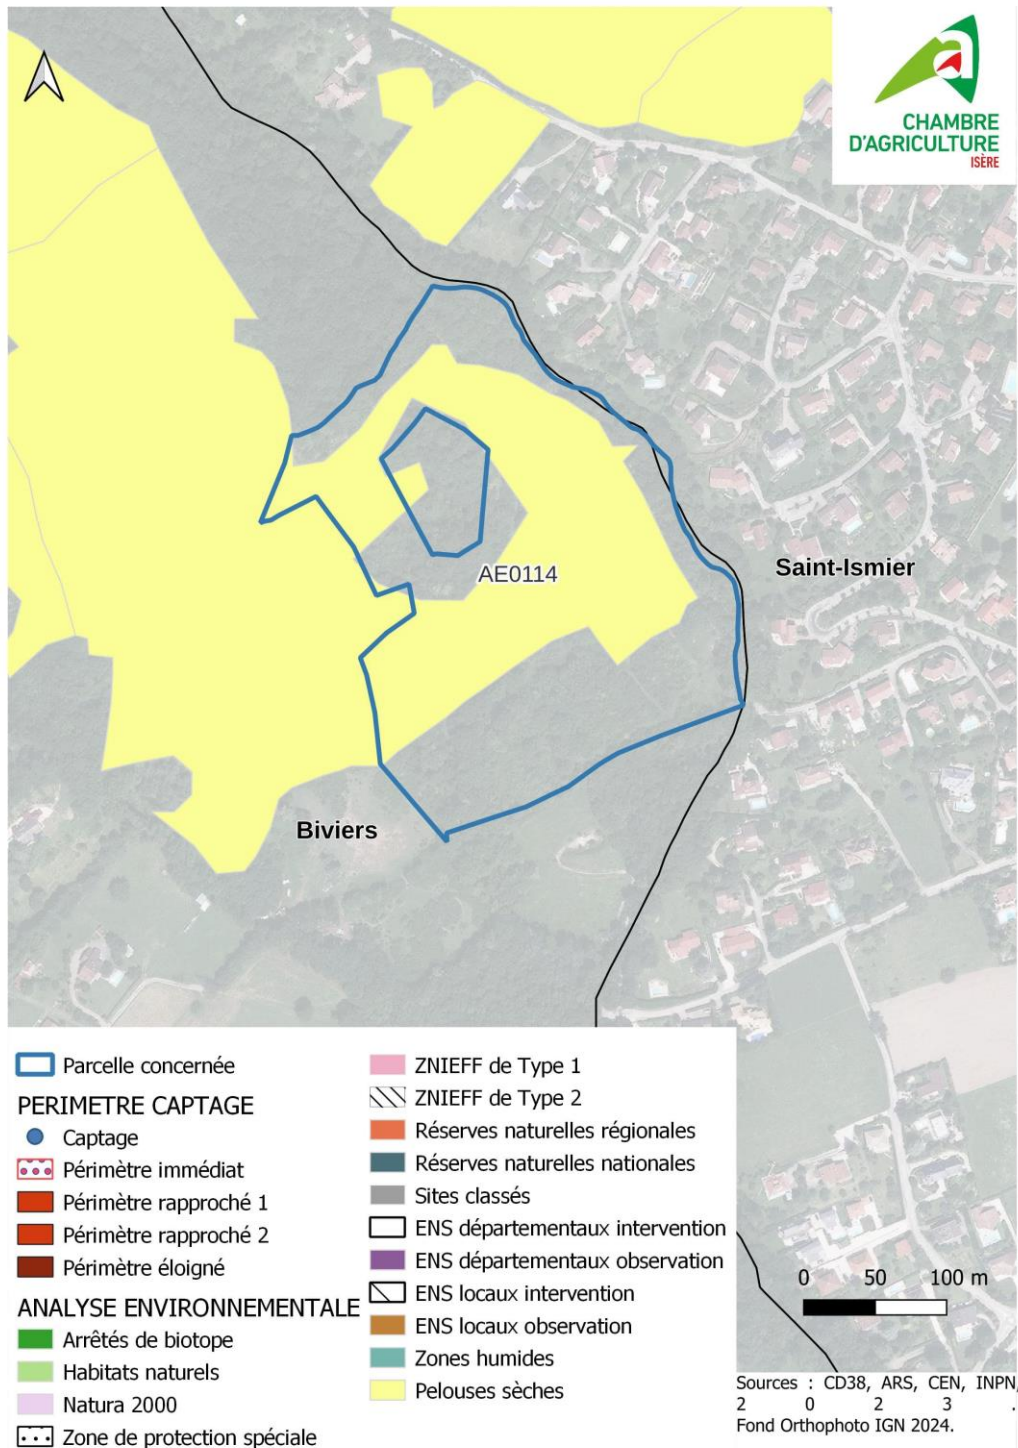 CHAMBRE
D'AGRICULTURE
ISÈRE
AE0114
Saint-Ismier
Biviers
Parcelle concernée
PERIMETRE CAPTAGE
Captage
Périmètre immédiat
Périmètre rapproché 1
Périmètre rapproché 2
Périmètre éloigné
ANALYSE ENVIRONNEMENTALE
Arrêtés de biotope
Habitats naturels
Natura 2000
Zone de protection spéciale
ZNIEFF de Type 1
ZNIEFF de Type 2
Réserves naturelles régionales
Réserves naturelles nationales
Sites classés
ENS départementaux intervention
ENS départementaux observation
ENS locaux intervention
ENS locaux observation
Zones humides
Pelouses sèches
0 50 100 m
Sources : CD38, ARS, CEN, INPN,
2 0 2 3 .
Fond Orthophoto IGN 2024.